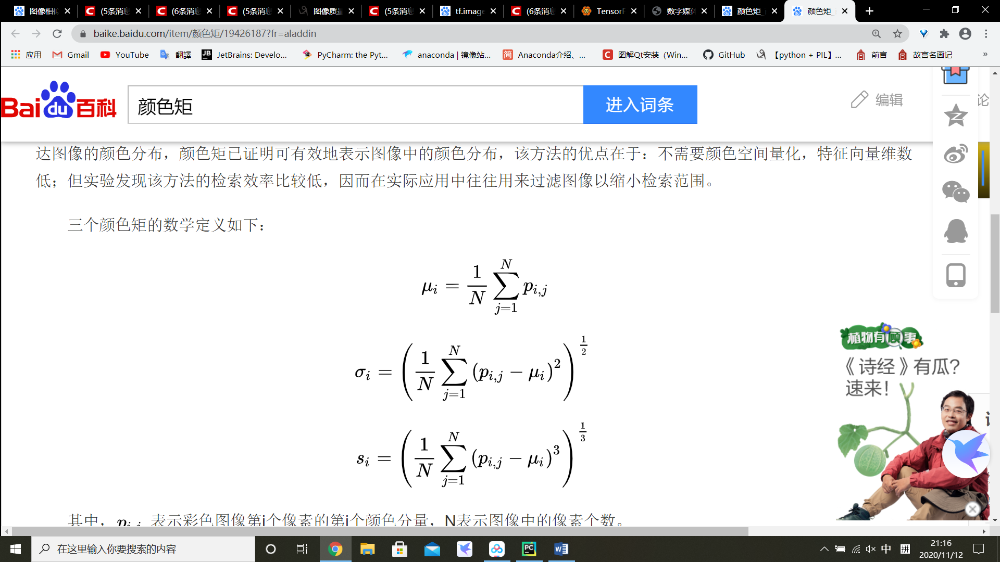 图像相似
(5条消息
(6条消息
(5条消息
图像质量
(5条消息
tf.image
(6条消息
TensorF
数字媒体
颜色矩_
颜色矩_
baike.baidu.com/item/颜色矩/19426187?fr=aladdin
应用 Gmail YouTube 翻譯 JetBrains: Develo... PyCharm: the Pyt... anaconda | 镜像站... Anaconda介绍、... 图解Qt安装（Win... GitHub 【python + PIL】... 前言 故宫名画记 »
Bai du 百科
颜色矩
进入词条
编辑
论
达图像的颜色分布，颜色矩已证明可有效地表示图像中的颜色分布，该方法的优点在于：不需要颜色空间量化，特征向量维数
低；但实验发现该方法的检索效率比较低，因而在实际应用中往往用来过滤图像以缩小检索范围。
三个颜色矩的数学定义如下：
μ_i = \frac{1}{N} \sum_{j=1}^{N} p_{i,j}
σ_i = \left( \frac{1}{N} \sum_{j=1}^{N} (p_{i,j} - μ_i)^2 \right)^{\frac{1}{2}}
s_i = \left( \frac{1}{N} \sum_{j=1}^{N} (p_{i,j} - μ_i)^3 \right)^{\frac{1}{3}}
其中，p_{i,j} 表示彩色图像第j个像素的第i个颜色分量，N表示图像中的像素个数。
植物有顾事
《诗经》有瓜?
速来!
在这里输入你要搜索的内容
中
拼
21:16
2020/11/12